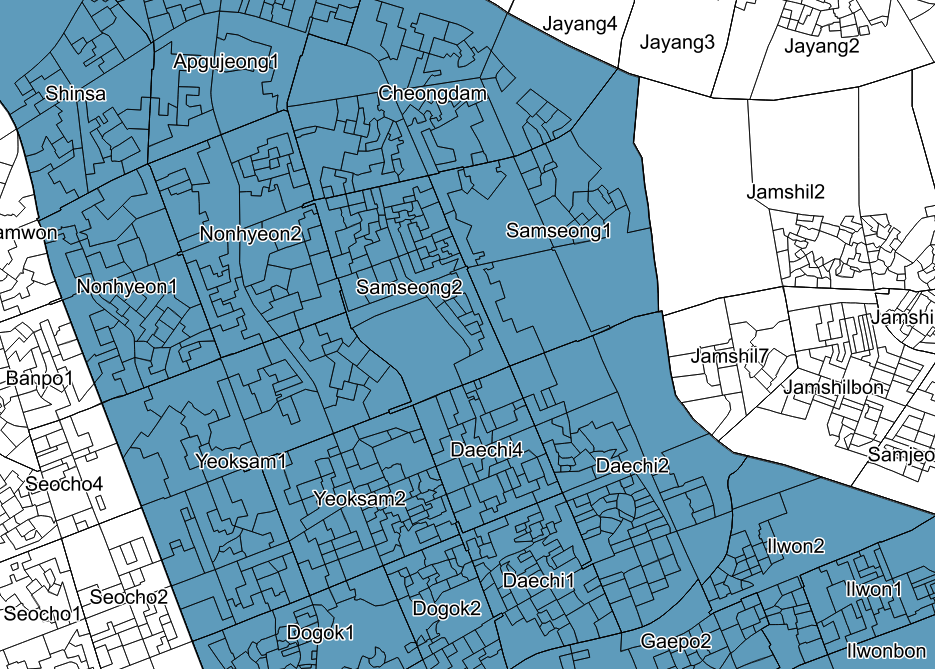 Jayang4
Jayang3
Jayang2
Apgujeong1
Shinsa
Cheongdam
Jamshil2
amwon
Nonhyeon2
Samseong1
Nonhyeon1
Samseong2
Jamshi
Jamshil7
Banpo1
Jamshilbon
Samjeo
Daechi4
Yeoksam1
Daechi2
Seocho4
Yeoksam2
Ilwon2
Daechi1
Ilwon1
Seocho2
Seocho1
Dogok2
Dogok1
Gaepo2
Ilwonbon